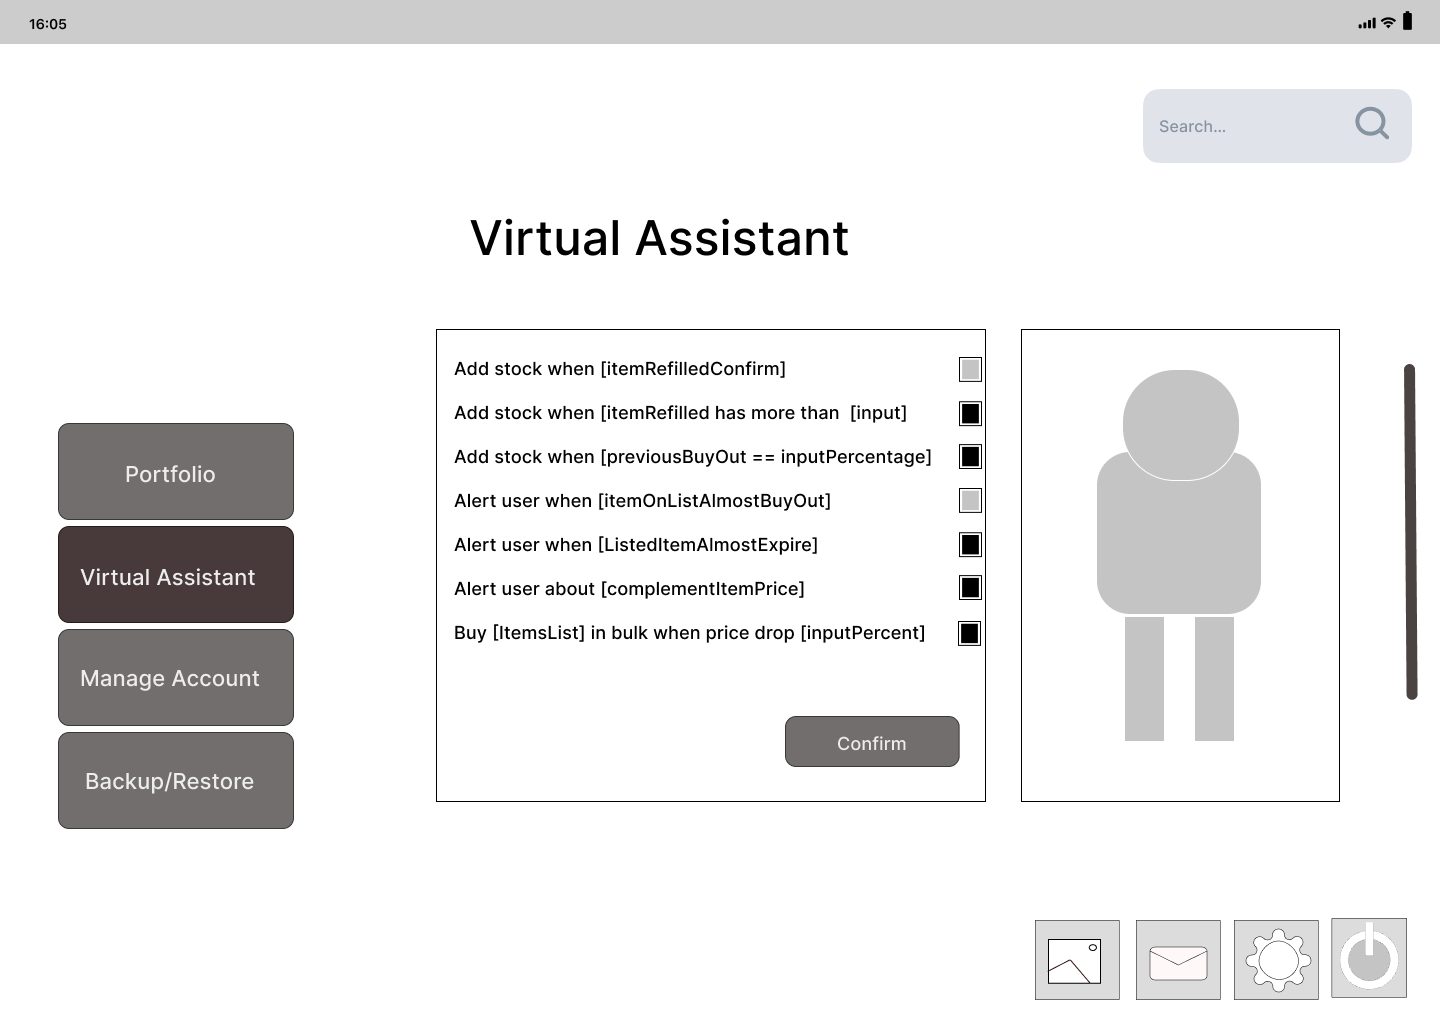 16:05
Search...
Virtual Assistant
Add stock when [itemRefilledConfirm]
Add stock when [itemRefilled has more than  [input]
Add stock when [previousBuyOut == inputPercentage]
Alert user when [itemOnListAlmostBuyOut]
Alert user when [ListedItemAlmostExpire]
Alert user about [complementItemPrice]
Buy [ItemsList] in bulk when price drop [inputPercent]
Confirm
Portfolio
Virtual Assistant
Manage Account
Backup/Restore